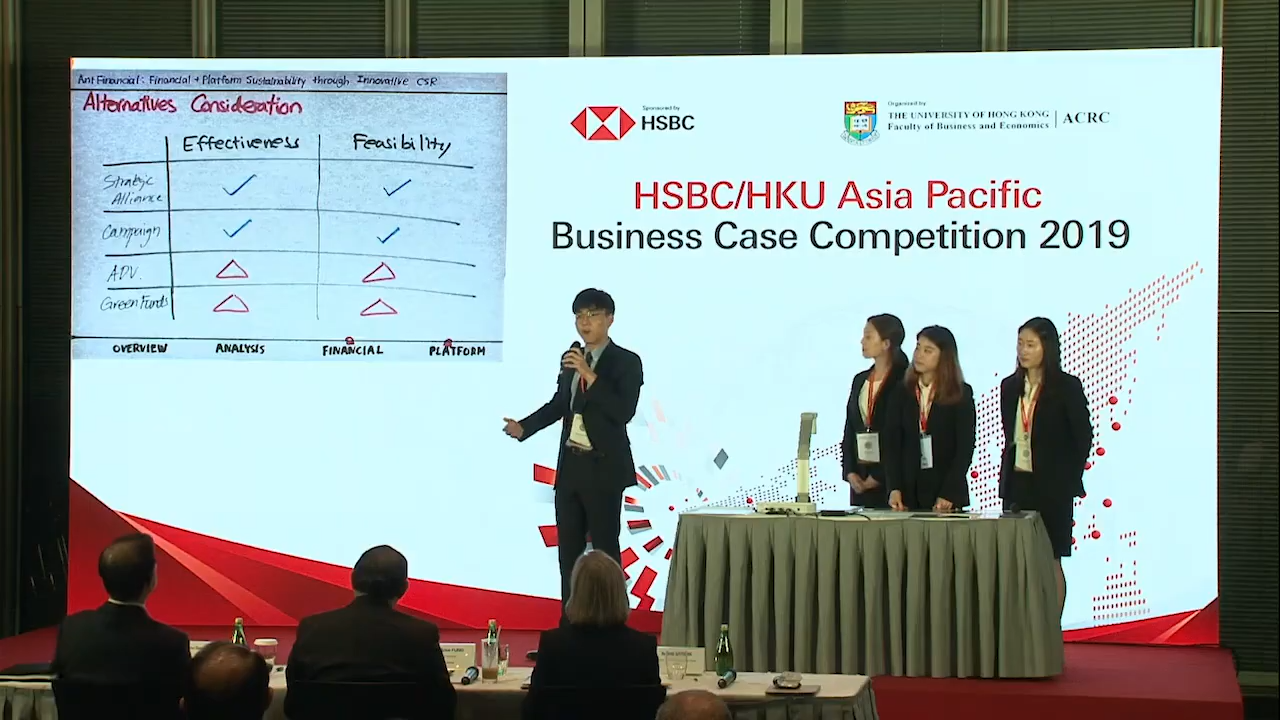 Ant Financial: Financial + Platform Sustainability through Innovative CSR
Alternatives Consideration
Effectiveness Feasibility
Strategic
Alliance
Campaign
ADV.
Green Funds
OVERVIEW ANALYSIS FINANCIAL PLATFORM
Sponsored by
HSBC
Organized by
THE UNIVERSITY OF HONG KONG
Faculty of Business and Economics
ACRC
HSBC/HKU Asia Pacific
Business Case Competition 2019